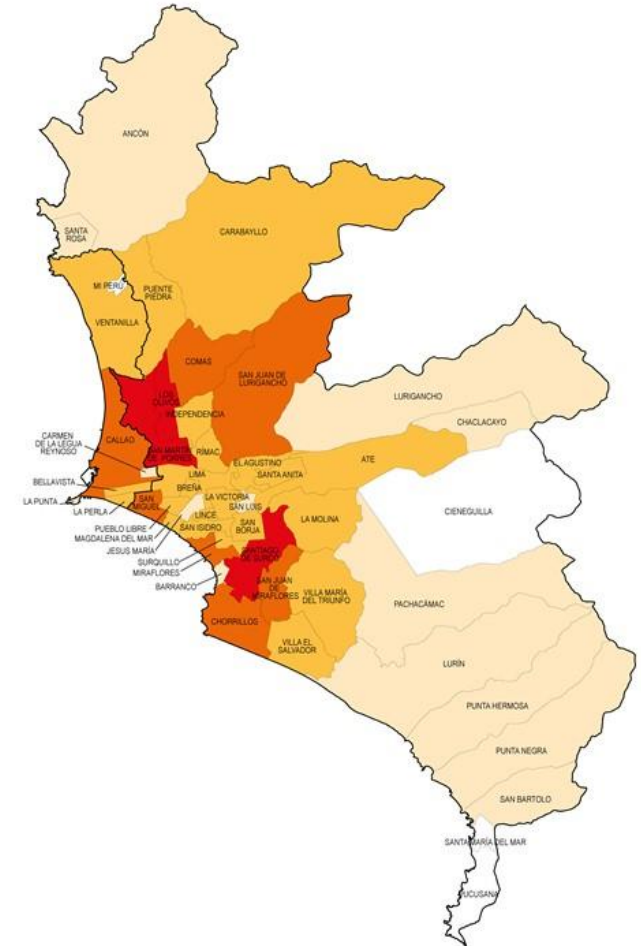 ANCÓN
SANTA
ROSA
CARABAYLLO
MI PERÚ
PUENTE
PIEDRA
VENTANILLA
COMAS
SAN JUAN DE
LURIGANCHO
LURIGANCHO
LOS
OLIVOS
CHACLACAYO
INDEPENDENCIA
CARMEN
DE LA LEGUA
REYNOSO
CALLAO
SAN MARTÍN
DE PORRES
RÍMAC
ATE
EL AGUSTINO
LIMA
SANTA ANITA
BELLAVISTA
BREÑA
LA PUNTA
SAN
MIGUEL
LA VICTORIA
SAN LUIS
CIENEGUILLA
LA PERLA
LINCE
LA MOLINA
PUEBLO LIBRE
SAN ISIDRO
SAN
BORJA
MAGDALENA DEL MAR
JESUS MARÍA
SURQUILLO
SANTIAGO
DE SURCO
MIRAFLORES
BARRANCO
SAN JUAN
DE
MIRAFLORES
VILLA MARÍA
DEL TRIUNFO
PACHACÁMAC
CHORRILLOS
VILLA EL
SALVADOR
LURÍN
PUNTA HERMOSA
PUNTA NEGRA
SAN BARTOLO
SANTA MARÍA DEL MAR
PUCUSANA